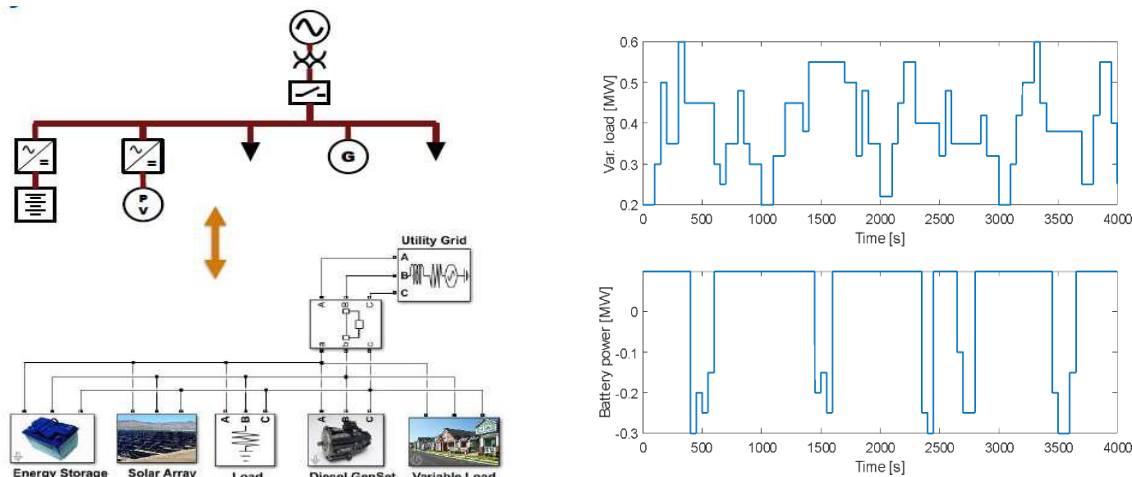 ~
=
~
=
G
P
V
Utility Grid
A
B
C
A
B
C
a
b
c
A
B
C
A
B
C
Energy Storage
Solar Array
Load
Diesel GenSet
Variable Load
0.6
0.5
0.4
0.3
0.2
Var. load [MW]
0
500
1000
1500
2000
2500
3000
3500
4000
Time [s]
0
-0.1
-0.2
-0.3
Battery power [MW]
0
500
1000
1500
2000
2500
3000
3500
4000
Time [s]